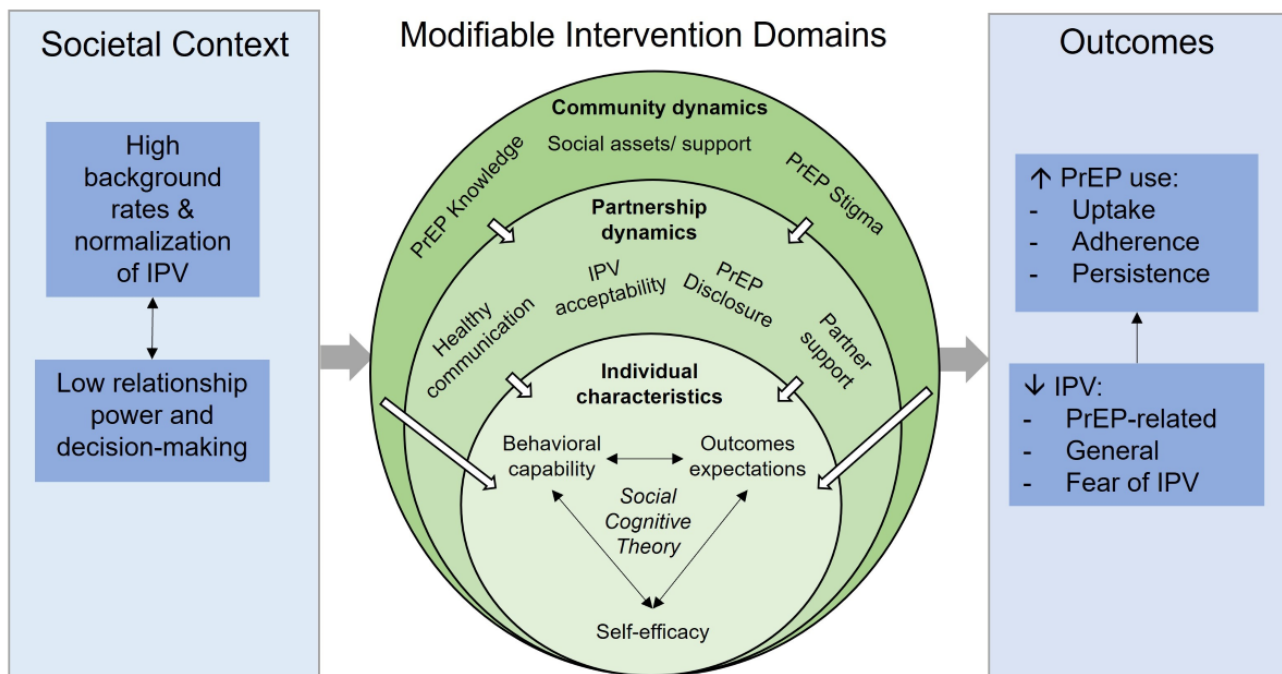 Societal Context
High
background
rates &
normalization
of IPV
Low relationship
power and
decision-making
Modifiable Intervention Domains
Community dynamics
Social assets/ support
PrEP Knowledge
PrEP Stigma
Partnership
dynamics
Healthy
communication
IPV
acceptability
PrEP
Disclosure
Partner
support
Individual
characteristics
Behavioral
capability
Outcomes
expectations
Social
Cognitive
Theory
Self-efficacy
Outcomes
↑ PrEP use:
- Uptake
- Adherence
- Persistence
↓ IPV:
- PrEP-related
- General
- Fear of IPV